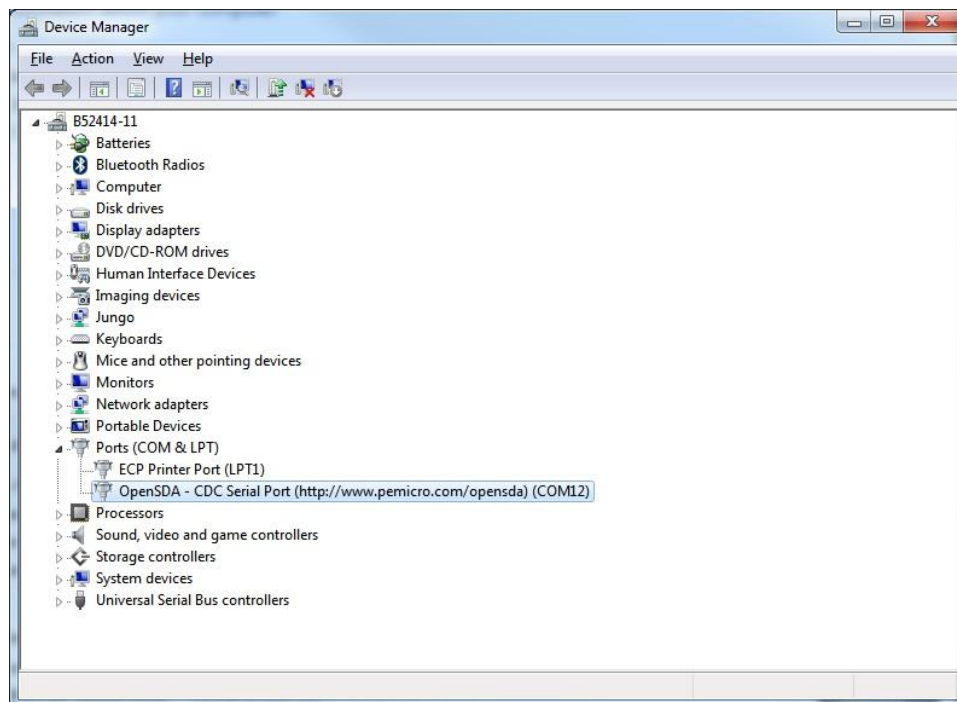 Device Manager
File Action View Help
B52414-11
Batteries
Bluetooth Radios
Computer
Disk drives
Display adapters
DVD/CD-ROM drives
Human Interface Devices
Imaging devices
Jungo
Keyboards
Mice and other pointing devices
Monitors
Network adapters
Portable Devices
Ports (COM & LPT)
ECP Printer Port (LPT1)
OpenSDA - CDC Serial Port (http://www.pemicro.com/opensda) (COM12)
Processors
Sound, video and game controllers
Storage controllers
System devices
Universal Serial Bus controllers